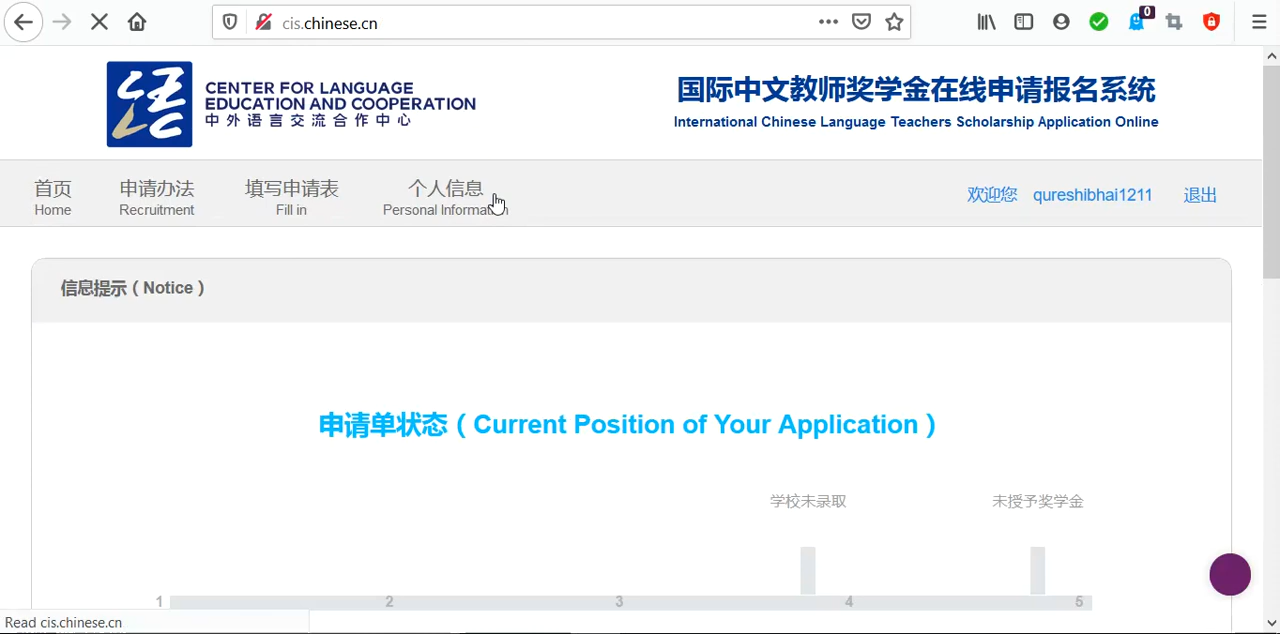 cis.chinese.cn
0
CENTER FOR LANGUAGE
EDUCATION AND COOPERATION
中外语言交流合作中心
国际中文教师奖学金在线申请报名系统
International Chinese Language Teachers Scholarship Application Online
首页 申请办法 填写申请表 个人信息
Home Recruitment Fill in Personal Information
欢迎您 qureshibhai1211 退出
信息提示 ( Notice )
申请单状态 ( Current Position of Your Application )
学校未录取 未授予奖学金
1 2 3 4 5
Read cis.chinese.cn